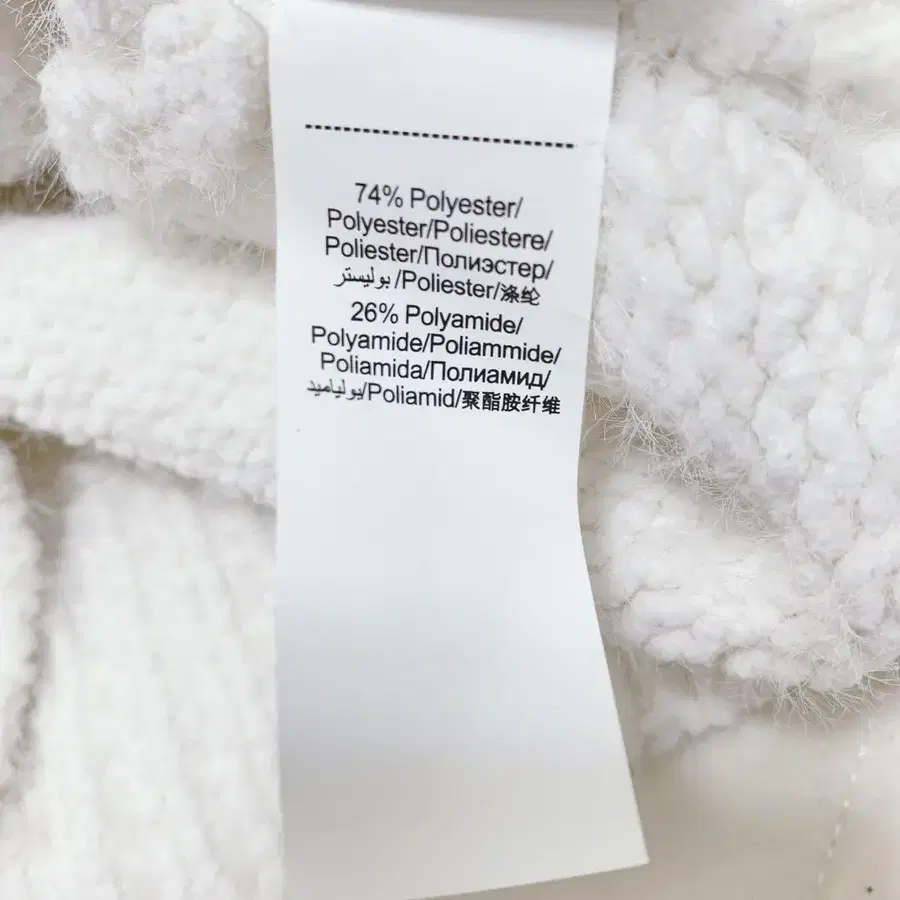 74% Polyester/
Polyester/Poliestere/
Poliester/Полиэстер/
بوليستر/Poliester/涤纶
26% Polyamide/
Polyamide/Poliammide/
Poliamida/Полиамид/
بولياميد/Poliamid/聚酯胺纤维